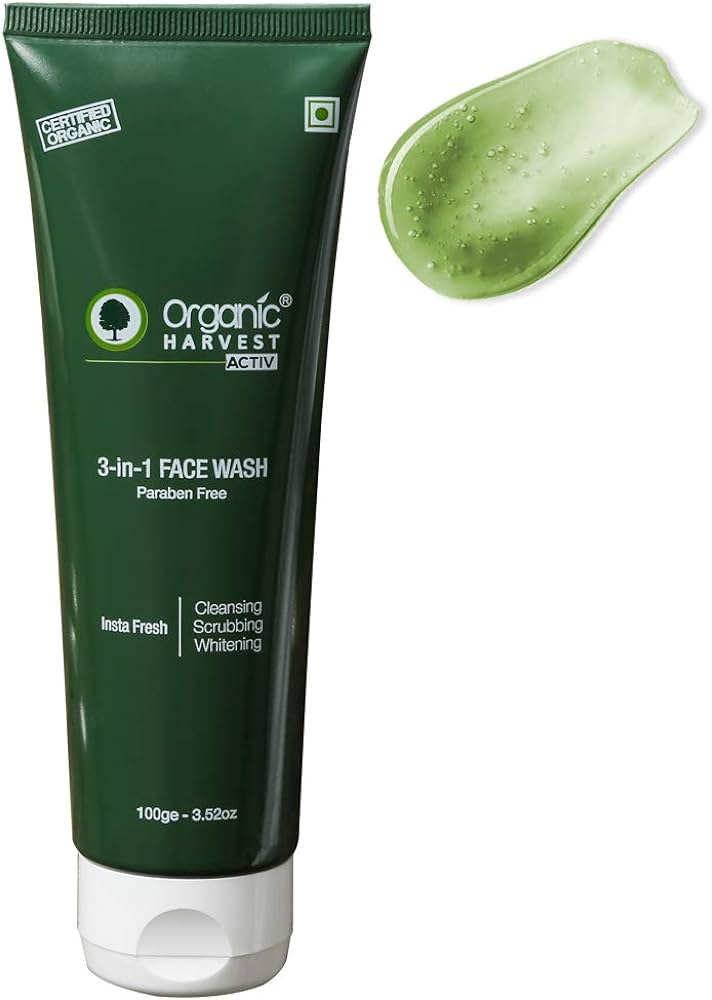 CERTIFIED
ORGANIC
Organic®
HARVEST
ACTIV
3-in-1 FACE WASH
Paraben Free
Insta Fresh
Cleansing
Scrubbing
Whitening
100ge - 3.52oz